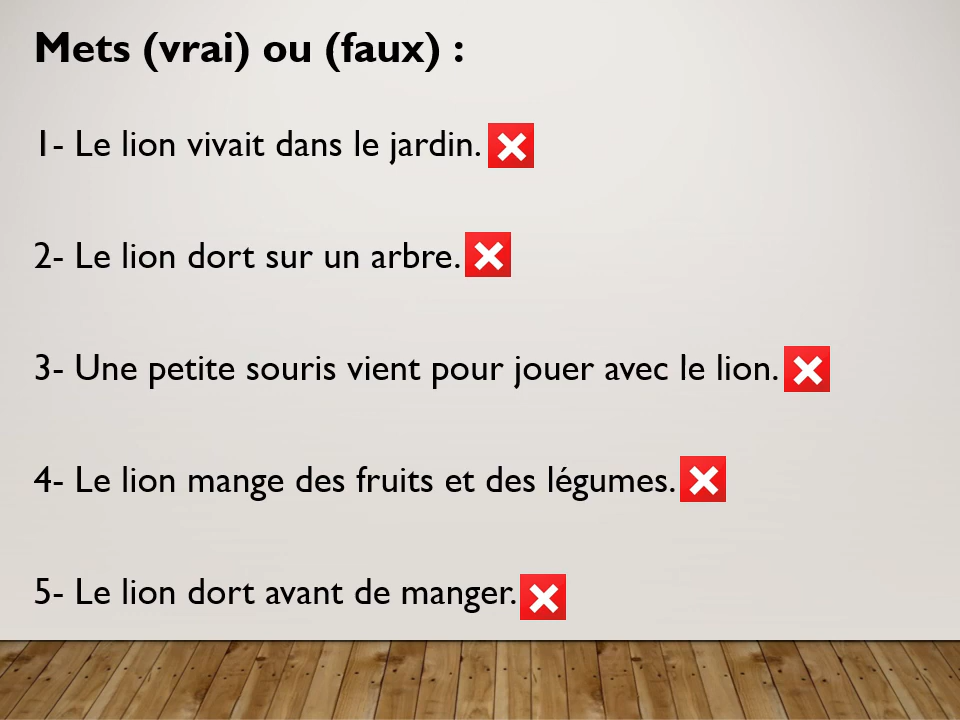 Mets (vrai) ou (faux) :
1- Le lion vivait dans le jardin.
2- Le lion dort sur un arbre.
3- Une petite souris vient pour jouer avec le lion.
4- Le lion mange des fruits et des légumes.
5- Le lion dort avant de manger.